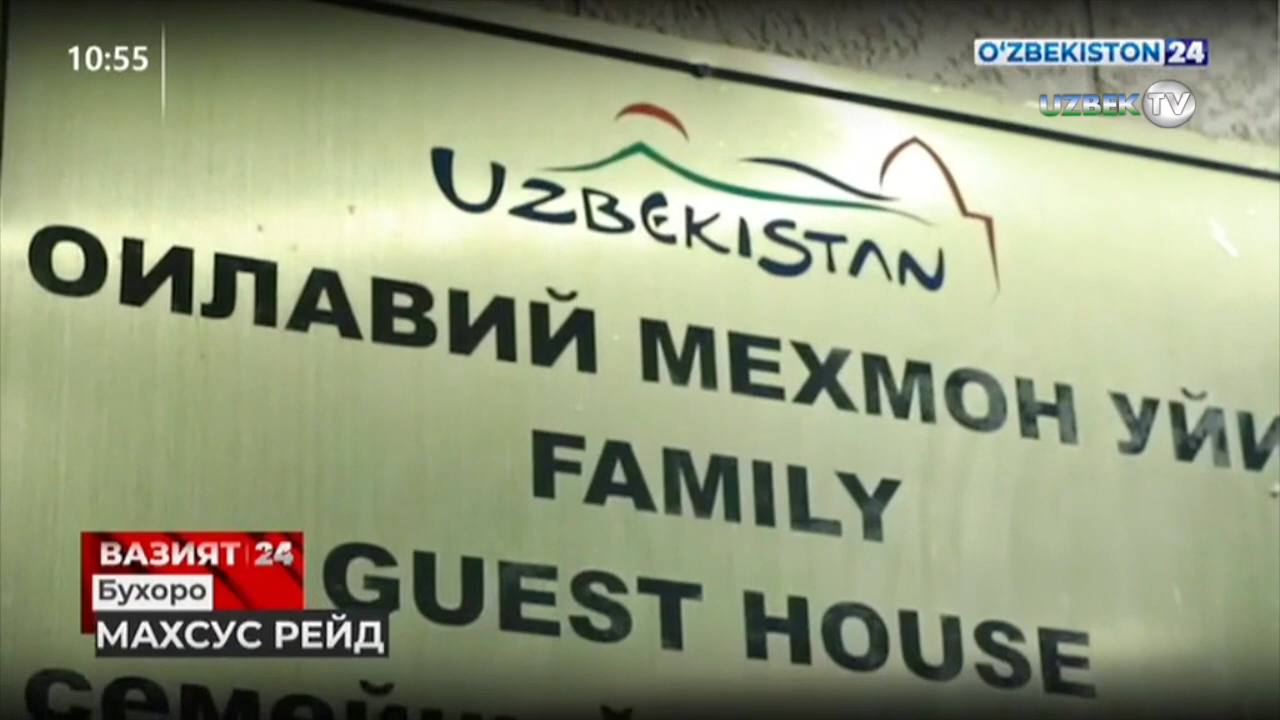 10:55
O‘ZBEKISTON 24
UZBEK TV
UZBEKISTAN
ОИЛАВИЙ МЕХМОН УЙИ
FAMILY
GUEST HOUSE
ВАЗИЯТ 24
Бухоро
МАХСУС РЕЙД